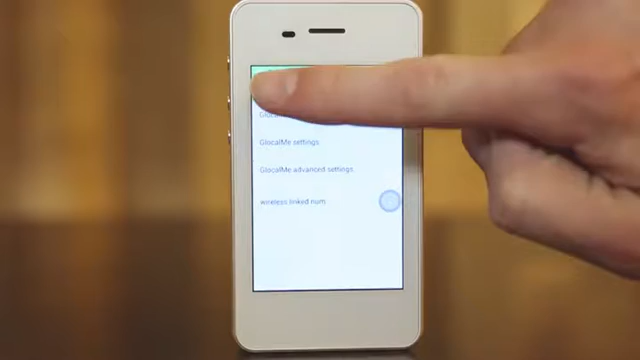 GlocalMe settings
GlocalMe advanced settings
wireless linked num